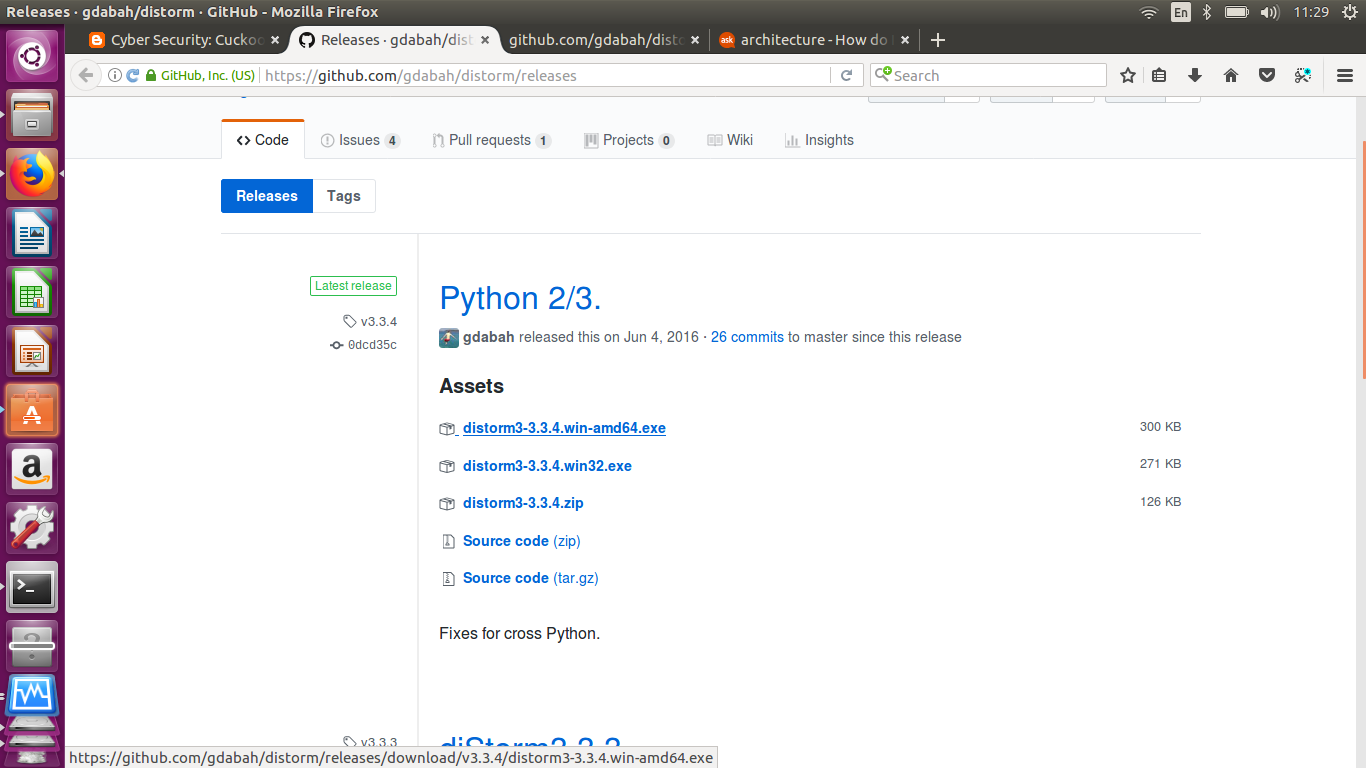 Releases · gdabah/distorm · GitHub - Mozilla Firefox
En
11:29
Cyber Security: Cuckoo
Releases · gdabah/dist
github.com/gdabah/disto
ask
architecture - How do
GitHub, Inc. (US)
https://github.com/gdabah/distorm/releases
Search
Code
Issues 4
Pull requests 1
Projects 0
Wiki
Insights
Releases
Tags
Latest release
v3.3.4
0dcd35c
Python 2/3.
gdabah released this on Jun 4, 2016 · 26 commits to master since this release
Assets
distorm3-3.3.4.win-amd64.exe
300 KB
distorm3-3.3.4.win32.exe
271 KB
distorm3-3.3.4.zip
126 KB
Source code (zip)
Source code (tar.gz)
Fixes for cross Python.
v3.3.3
https://github.com/gdabah/distorm/releases/download/v3.3.4/distorm3-3.3.4.win-amd64.exe